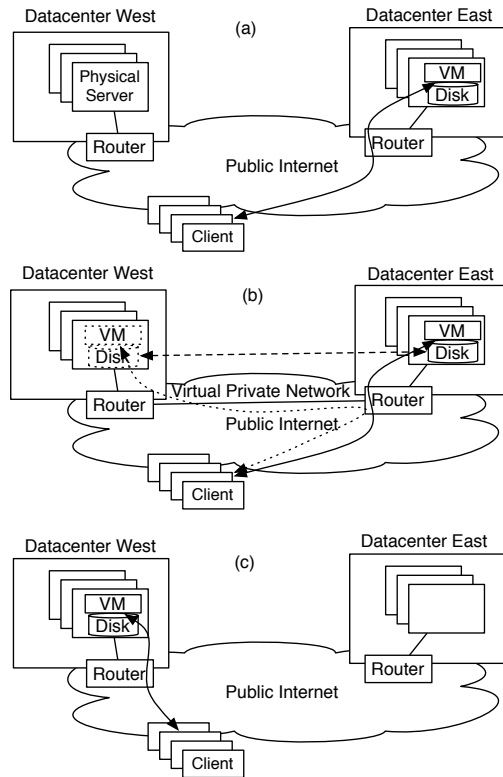 Datacenter West
(a)
Datacenter East
Physical
Server
VM
Disk
Router
Router
Public Internet
Client
Datacenter West
(b)
Datacenter East
VM
Disk
VM
Disk
Virtual Private Network
Router
Router
Public Internet
Client
Datacenter West
(c)
Datacenter East
VM
Disk
Router
Router
Public Internet
Client